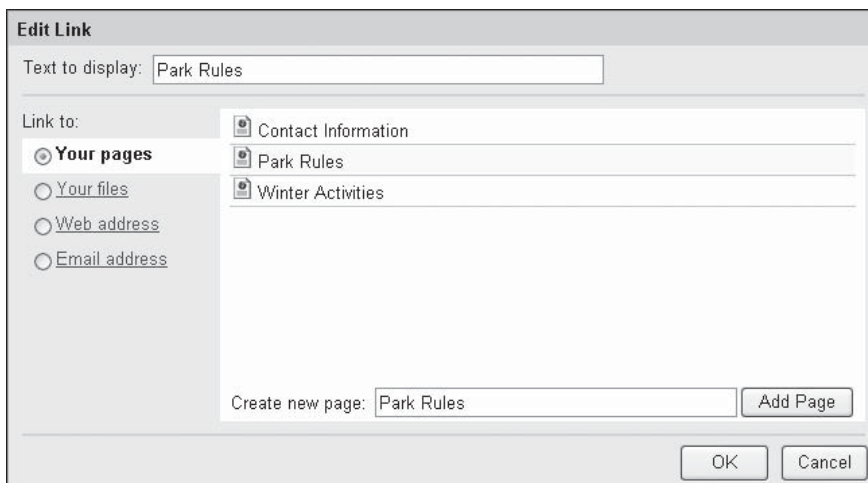 Edit Link
Text to display: Park Rules
Link to:
Your pages
Your files
Web address
Email address
Contact Information
Park Rules
Winter Activities
Create new page: Park Rules Add Page
OK Cancel